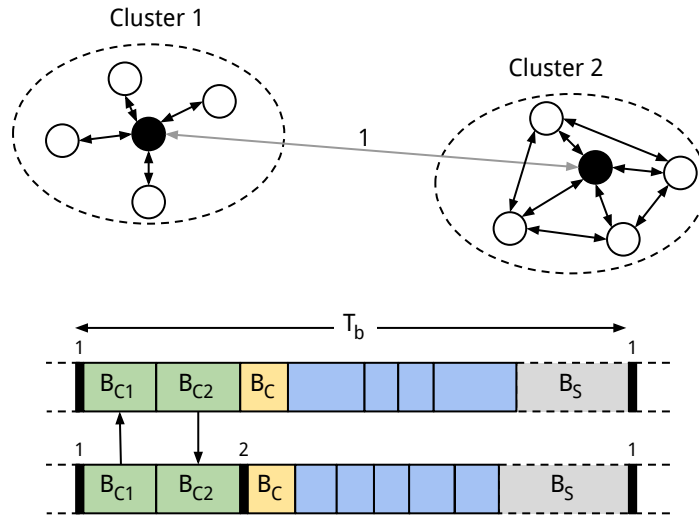 Cluster 1
Cluster 2
1
T_b
1 1
B_C1 B_C2 B_C B_S
1 2 1
B_C1 B_C2 B_C B_S